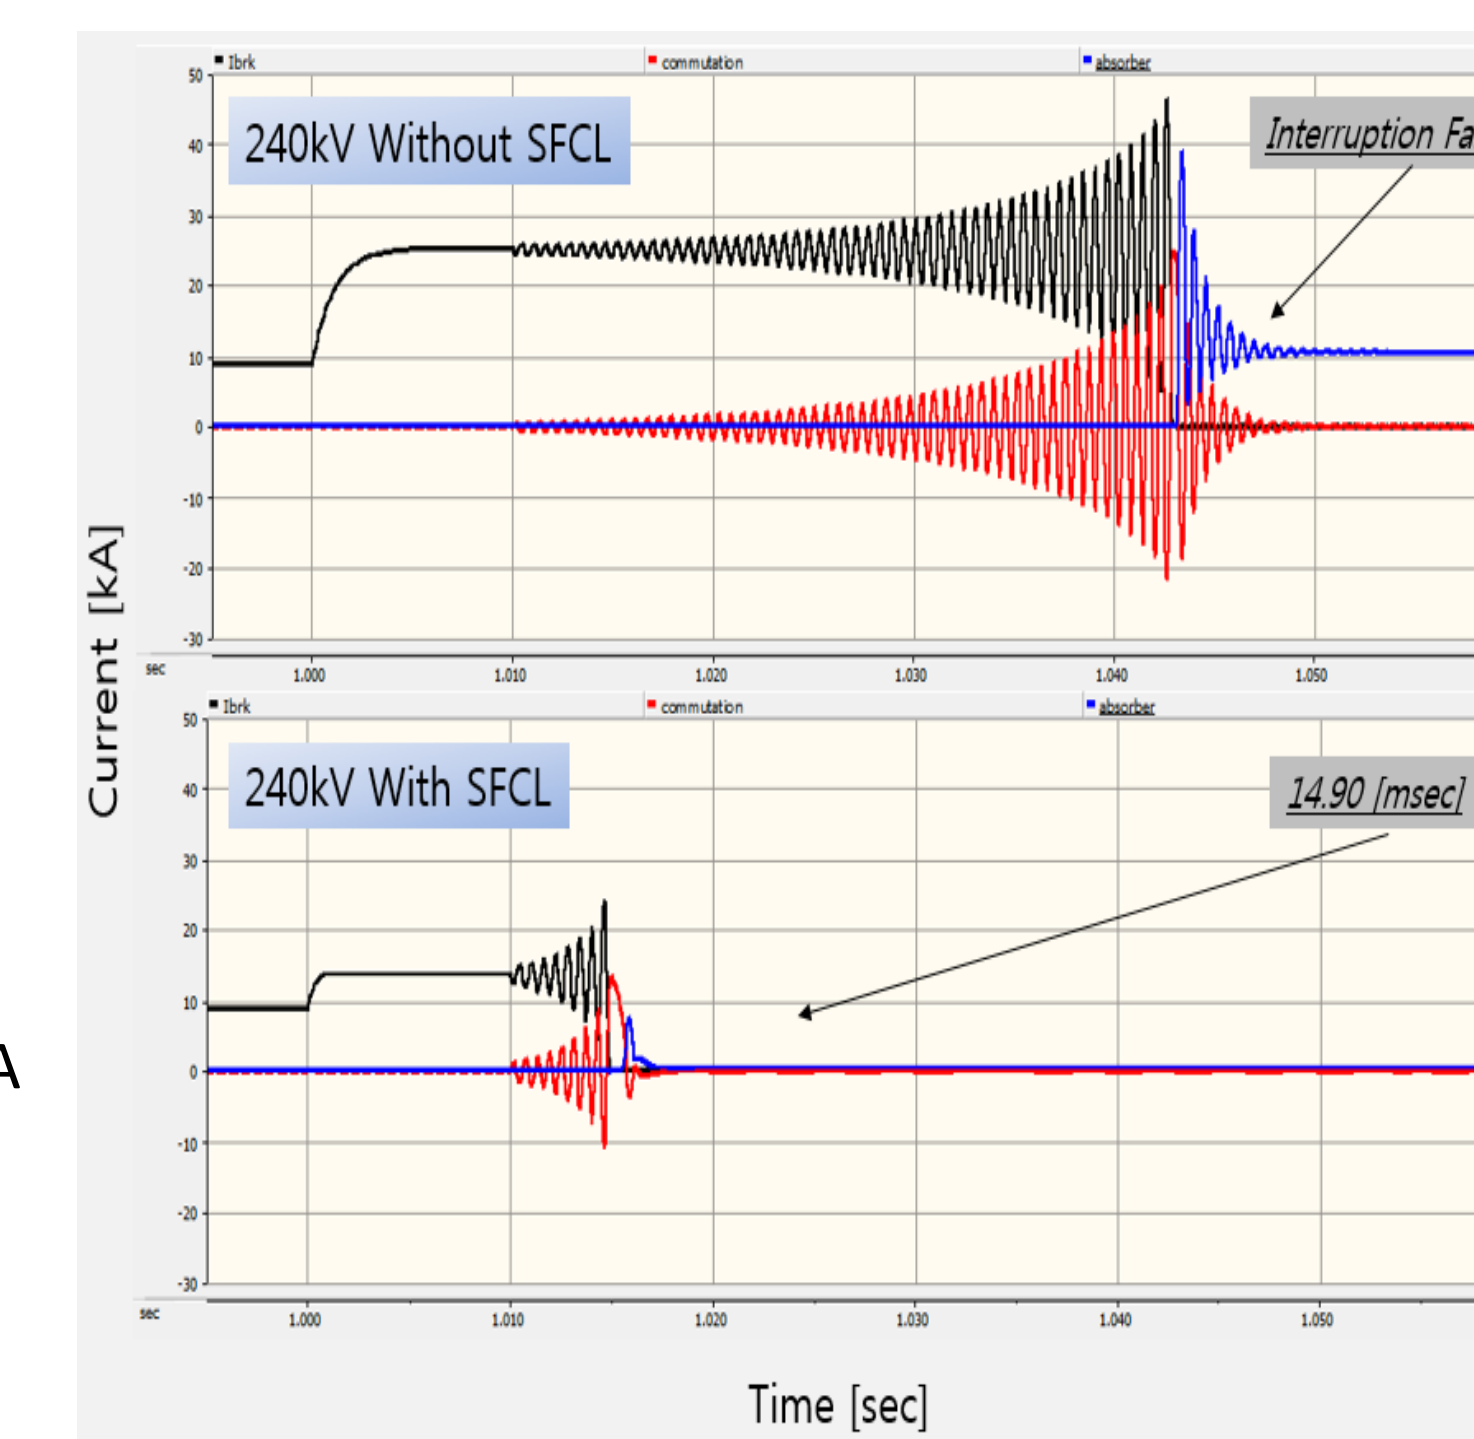 Ibrk commutation absorber
50
240kV Without SFCL
Interruption Fa
40
30
20
10
0
-10
-20
-30
sec 1.000 1.010 1.020 1.030 1.040 1.050
Current [kA]
Ibrk commutation absorber
50
240kV With SFCL
14.90 [msec]
40
30
20
10
0
A
-10
-20
-30
sec 1.000 1.010 1.020 1.030 1.040 1.050
Time [sec]